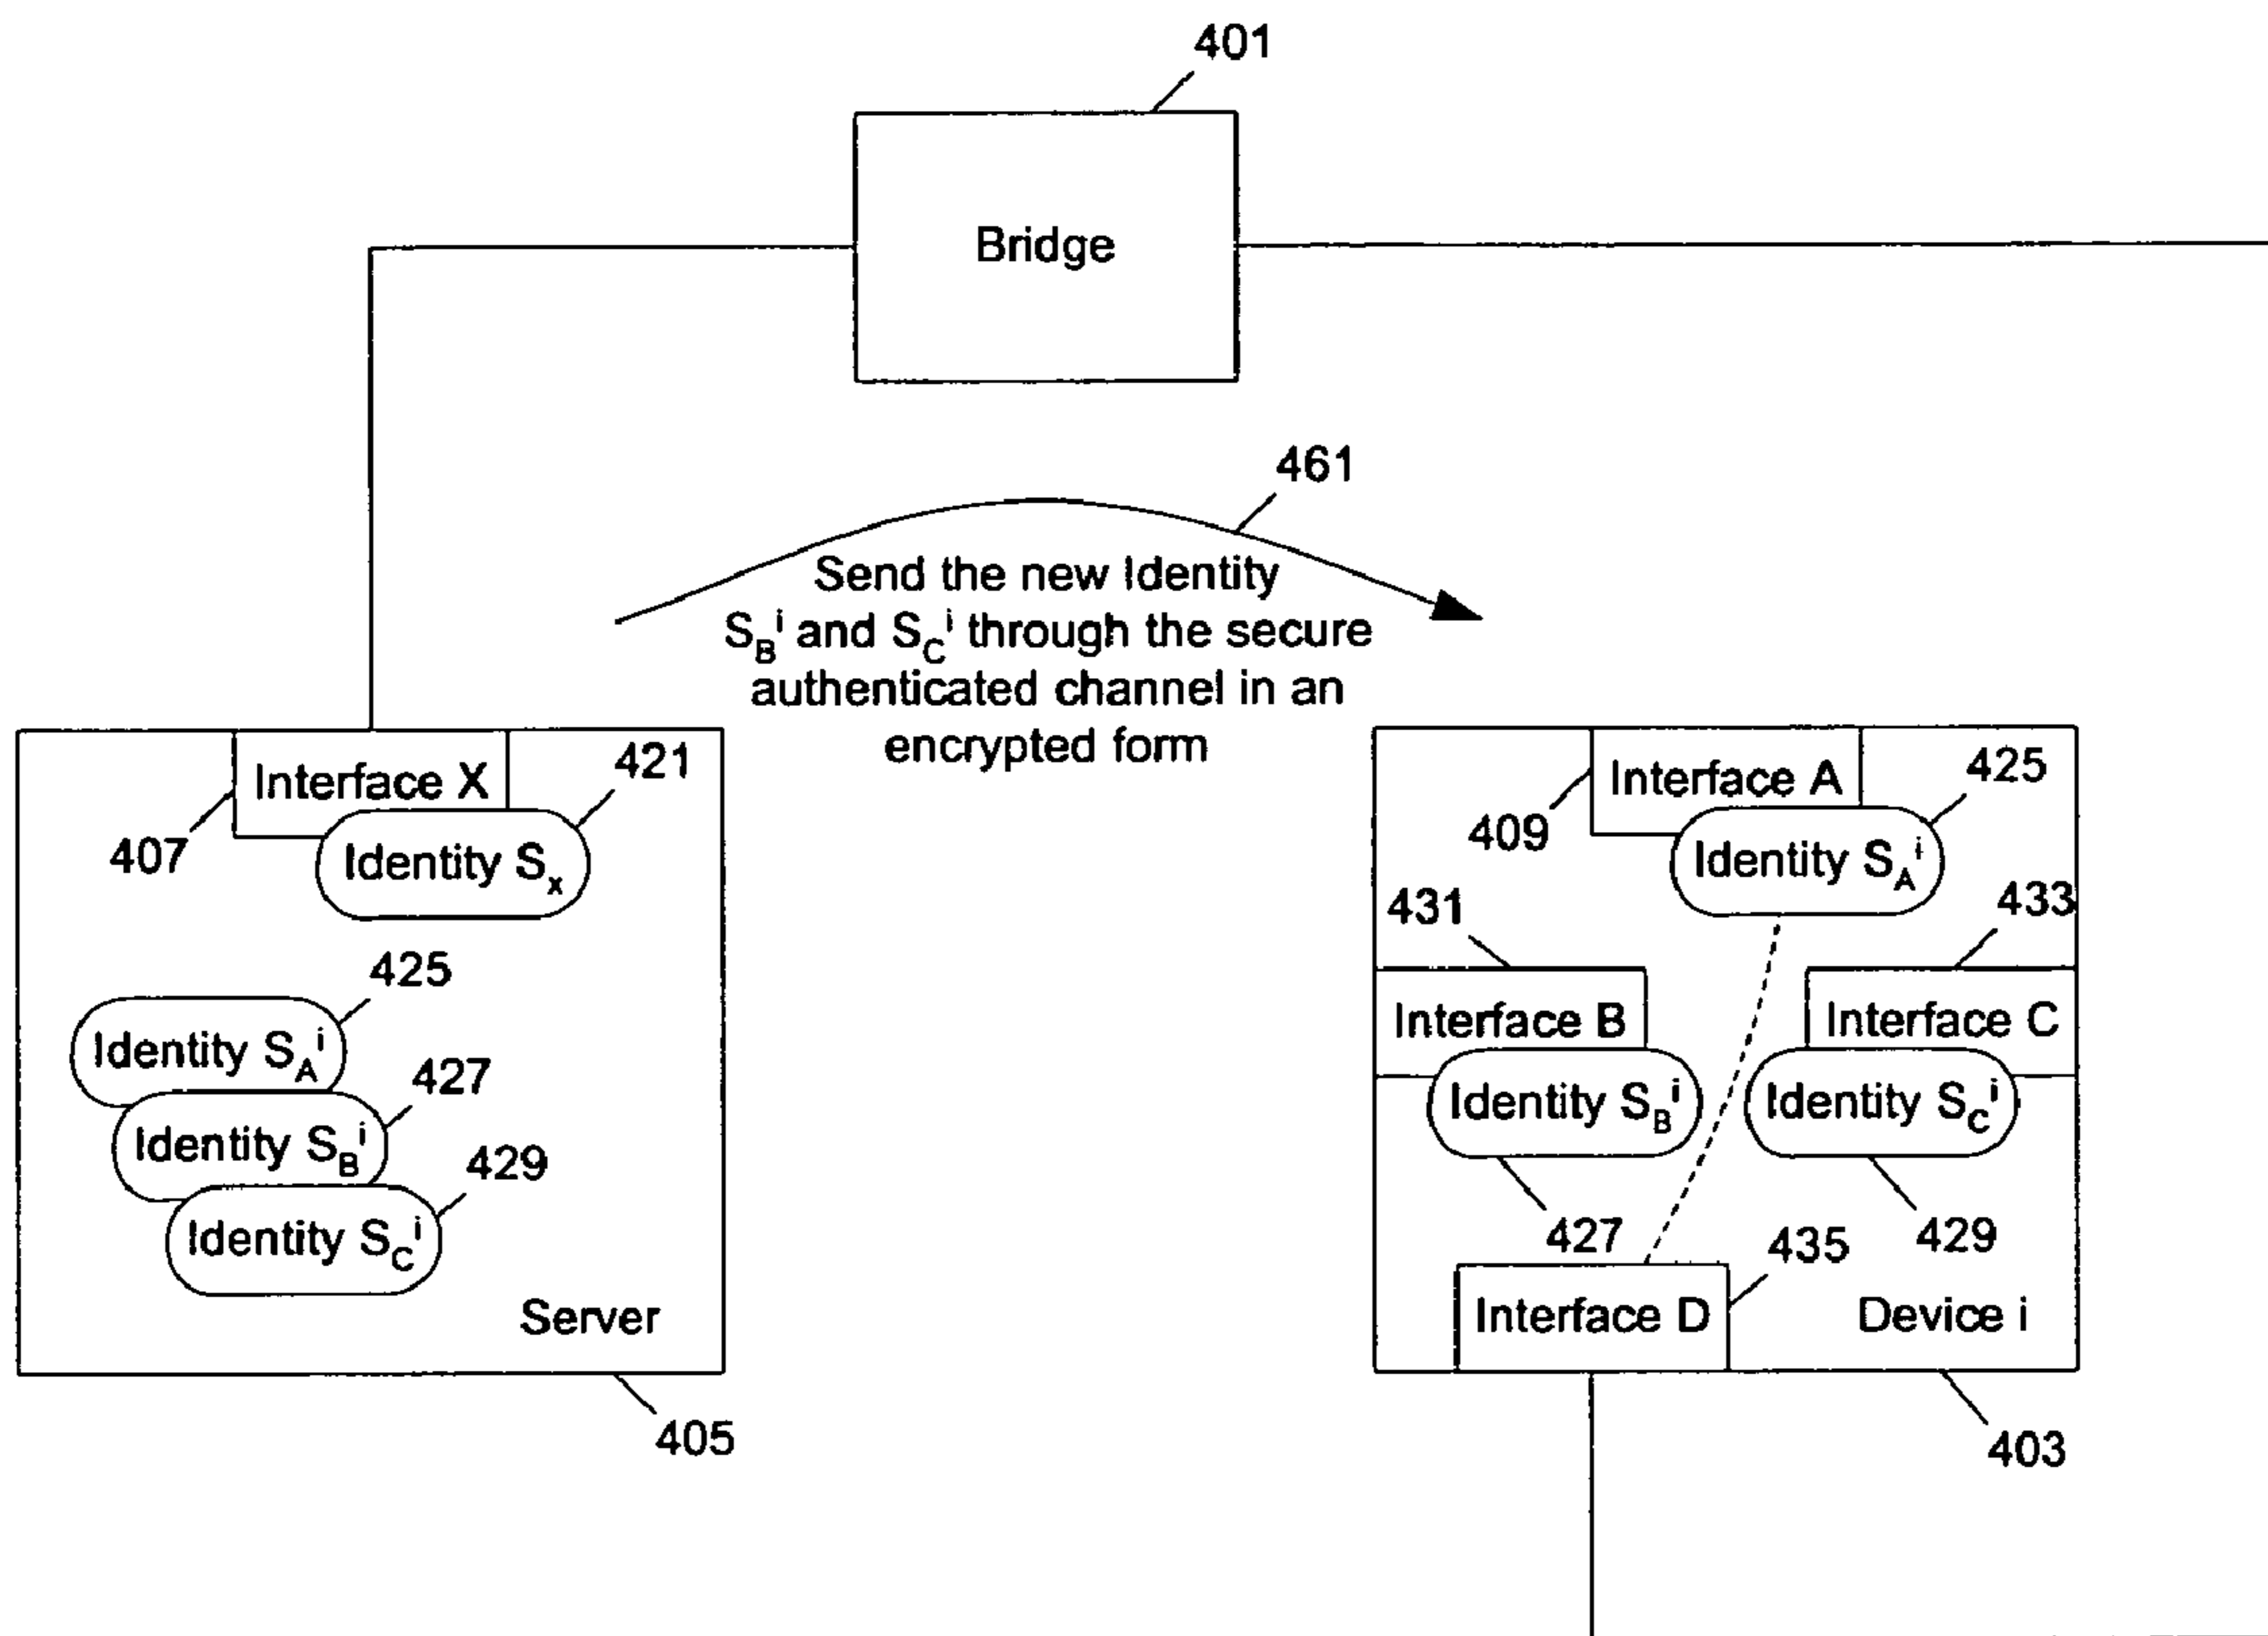 401
Bridge
461
Send the new Identity
S_B^i and S_C^i through the secure
authenticated channel in an
encrypted form
Interface X
421
407
Identity S_x
425
Identity S_A^i
427
Identity S_B^i
429
Identity S_C^i
Server
405
Interface A
425
409
Identity S_A^i
431
433
Interface B
Interface C
Identity S_B^i
Identity S_C^i
427
429
435
Interface D
Device i
403